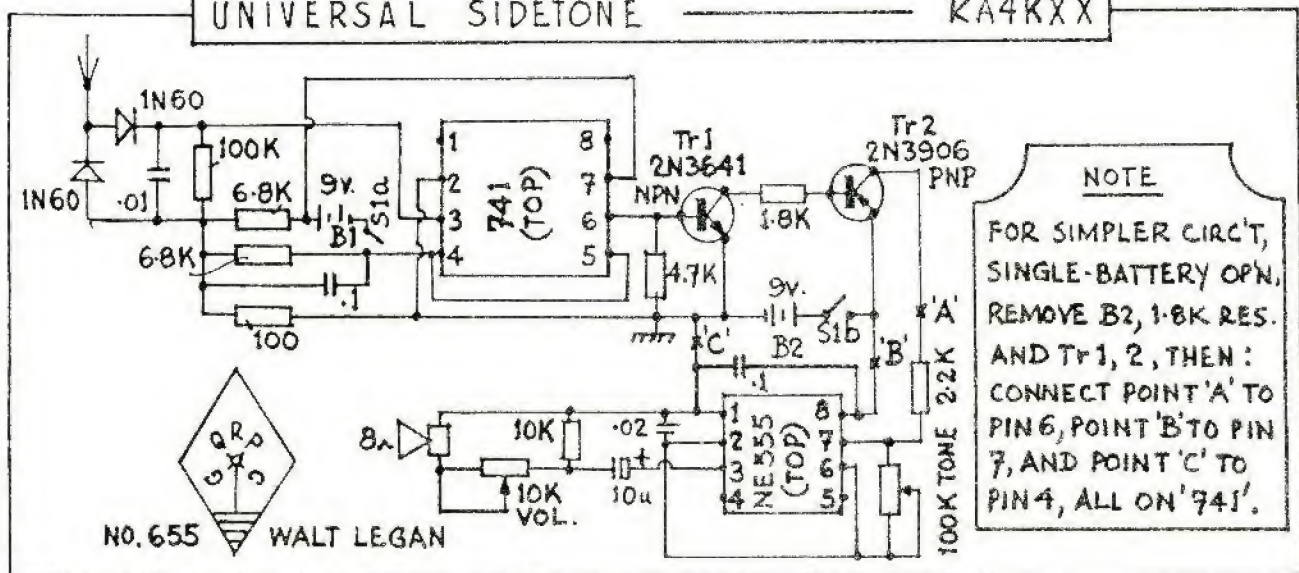 UNIVERSAL SIDETONE — KA4KXX
1N60
100K
1N60
.01
6.8K
9v.
B1
S1a
6.8K
.1
100
1
2
3
4
741
(TOP)
8
7
6
5
Tr1
2N3641
NPN
1.8K
Tr2
2N3906
PNP
4.7K
9v.
B2
S1b
'A'
'B'
'C'
.1
2.2K
8Ω
10K
.02
10K
VOL.
10u
+
1
2
3
4
NE555
(TOP)
8
7
6
5
100K TONE
G QRP C
NO. 655 WALT LEGAN
NOTE
FOR SIMPLER CIRC'T,
SINGLE-BATTERY OP'N,
REMOVE B2, 1.8K RES.
AND Tr1, 2, THEN :
CONNECT POINT 'A' TO
PIN 6, POINT 'B' TO PIN
7, AND POINT 'C' TO
PIN 4, ALL ON '741'.